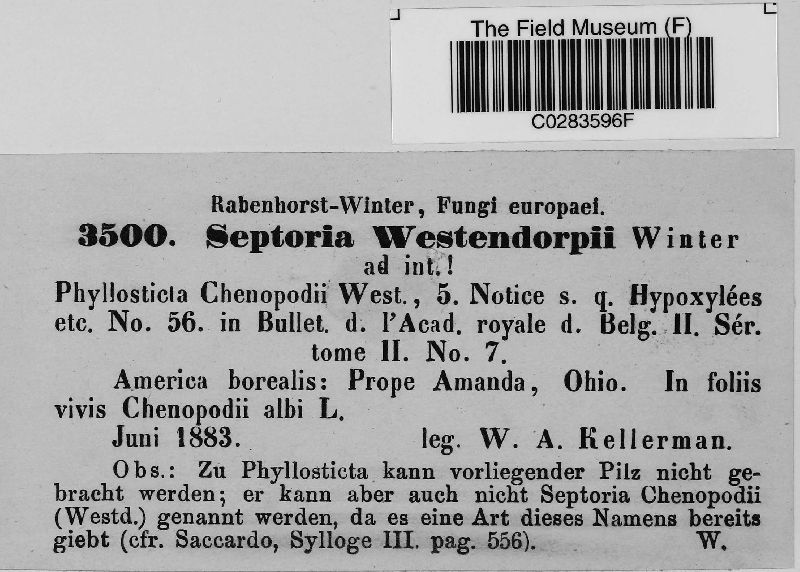 The Field Museum (F)
C0283596F
Rabenhorst-Winter, Fungi europaei.
3500. Septoria Westendorpii Winter
ad int.!
Phyllosticta Chenopodii West., 5. Notice s. q. Hypoxylées
etc. No. 56. in Bullet. d. l'Acad. royale d. Belg. II. Sér.
tome II. No. 7.
America borealis: Prope Amanda, Ohio. In foliis
vivis Chenopodii albi L.
Juni 1883. leg. W. A. Kellerman.
Obs.: Zu Phyllosticta kann vorliegender Pilz nicht ge-
bracht werden; er kann aber auch nicht Septoria Chenopodii
(Westd.) genannt werden, da es eine Art dieses Namens bereits
giebt (cfr. Saccardo, Sylloge III. pag. 556). W.